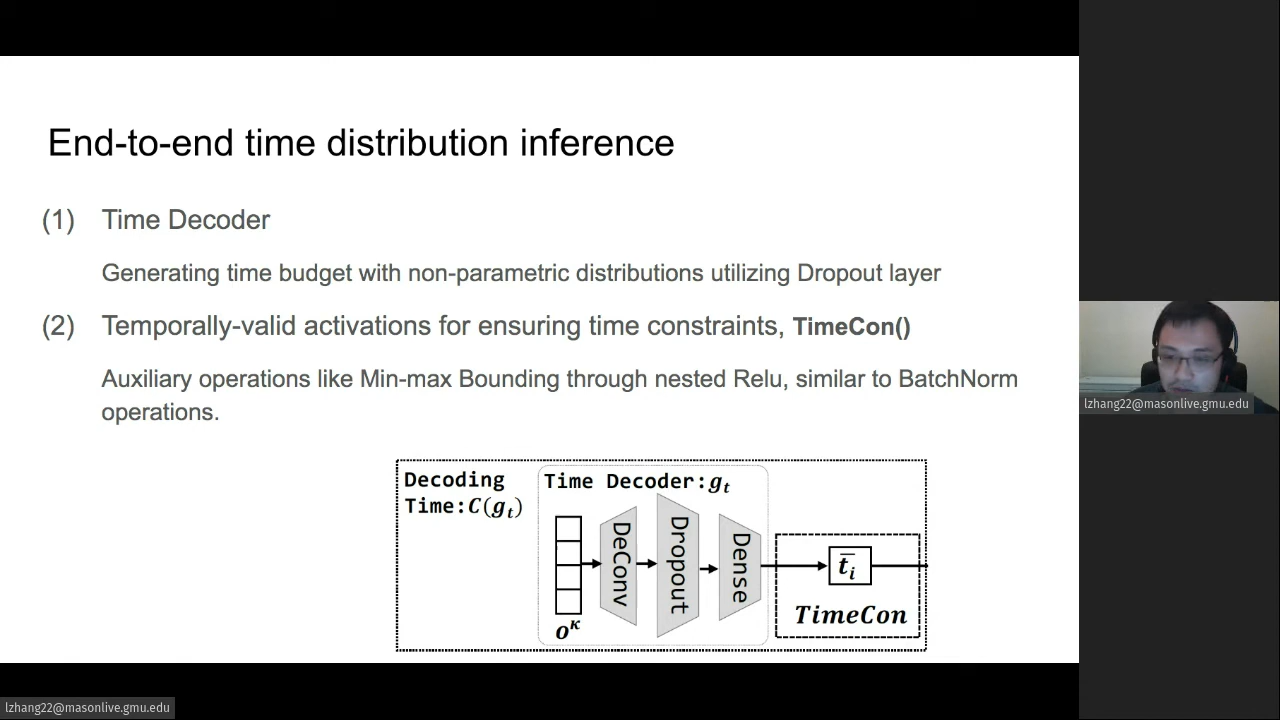 End-to-end time distribution inference
(1) Time Decoder
Generating time budget with non-parametric distributions utilizing Dropout layer
(2) Temporally-valid activations for ensuring time constraints, TimeCon()
Auxiliary operations like Min-max Bounding through nested Relu, similar to BatchNorm
operations.
Decoding
Time:C(gₜ)
Time Decoder:gₜ
DeConv
Dropout
Dense
oᴷ
t̅ᵢ
TimeCon
lzhang22@masonlive.gmu.edu
lzhang22@masonlive.gmu.edu